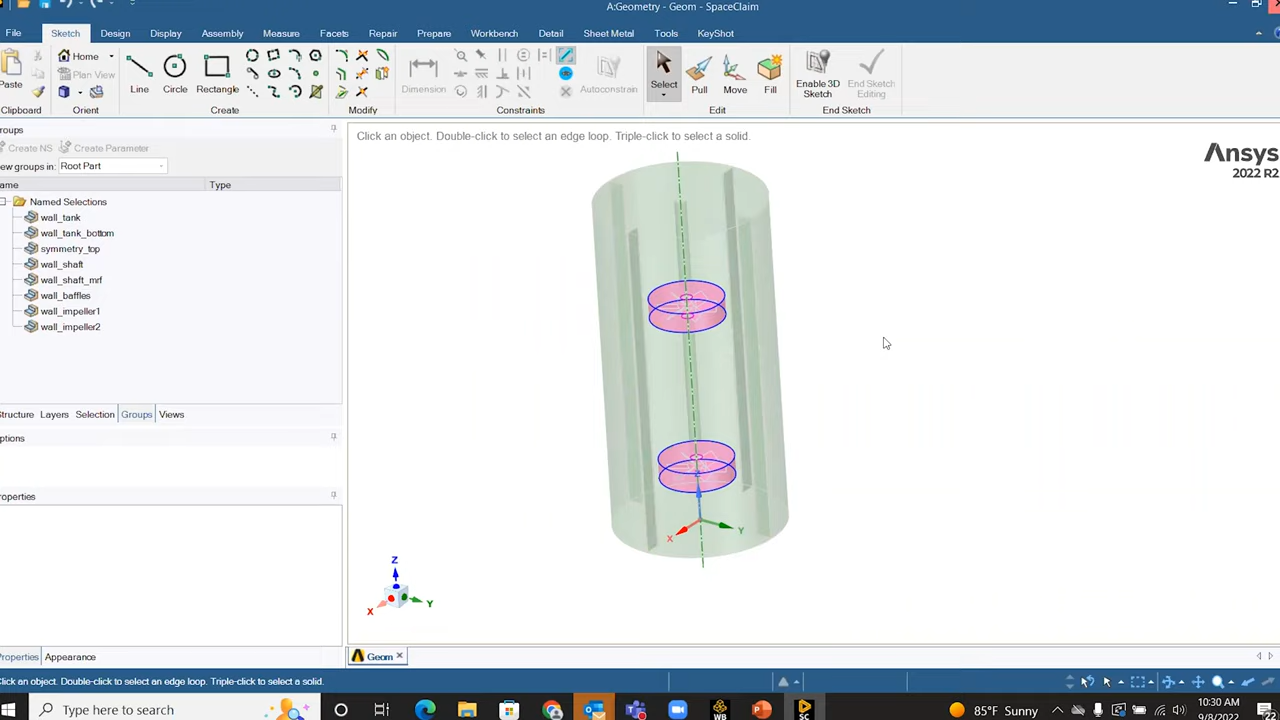 A:Geometry - Geom - SpaceClaim
File Sketch Design Display Assembly Measure Facets Repair Prepare Workbench Detail Sheet Metal Tools KeyShot
Paste
Home
Plan View
Line Circle Rectangle
Dimension
Autoconstrain
Select Pull Move Fill
Enable 3D
Sketch
End Sketch
Editing
Clipboard Orient Create Modify Constraints Edit End Sketch
roups
Create NS Create Parameter
ew groups in: Root Part
ame Type
Named Selections
wall_tank
wall_tank_bottom
symmetry_top
wall_shaft
wall_shaft_mrf
wall_baffles
wall_impeller1
wall_impeller2
tructure Layers Selection Groups Views
ptions
roperties
Properties Appearance
Click an object. Double-click to select an edge loop. Triple-click to select a solid.
Ansys
2022 R2
X Y
Z
X Y
Geom
Click an object. Double-click to select an edge loop. Triple-click to select a solid.
Type here to search
WB
SC
85°F Sunny
10:30 AM
9/8/2022